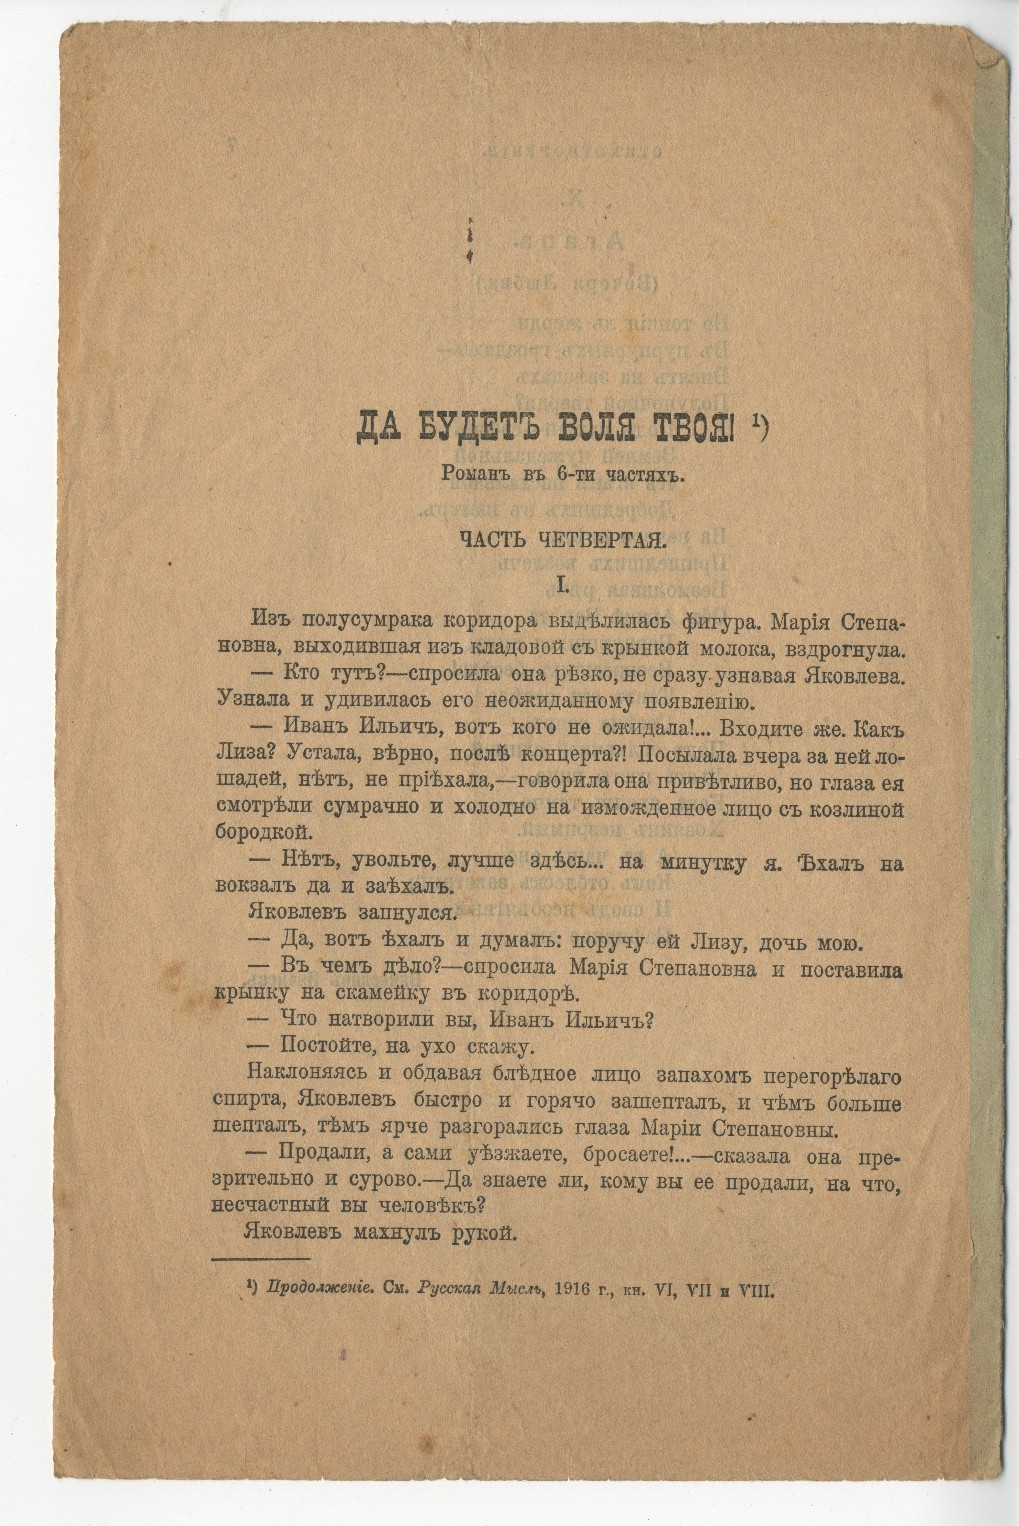 ДА БУДЕТЪ ВОЛЯ ТВОЯ! ¹)
Романъ въ 6-ти частяхъ.
ЧАСТЬ ЧЕТВЕРТАЯ.
I.
Изъ полусумрака коридора выдѣлилась фигура. Марія Степа-
новна, выходившая изъ кладовой съ крынкой молока, вздрогнула.
— Кто тутъ?—спросила она рѣзко, не сразу узнавая Яковлева.
Узнала и удивилась его неожиданному появленію.
— Иванъ Ильичъ, вотъ кого не ожидала!... Входите же. Какъ
Лиза? Устала, вѣрно, послѣ концерта?! Посылала вчера за ней ло-
шадей, нѣтъ, не пріѣхала,—говорила она привѣтливо, но глаза ея
смотрѣли сумрачно и холодно на изможденное лицо съ козлиной
бородкой.
— Нѣтъ, увольте, лучше здѣсь... на минутку я. Ѣхалъ на
вокзалъ да и заѣхалъ.
Яковлевъ запнулся.
— Да, вотъ ѣхалъ и думалъ: поручу ей Лизу, дочь мою.
— Въ чемъ дѣло?—спросила Марія Степановна и поставила
крынку на скамейку въ коридорѣ.
— Что натворили вы, Иванъ Ильичъ?
— Постойте, на ухо скажу.
Наклоняясь и обдавая блѣдное лицо запахомъ перегорѣлаго
спирта, Яковлевъ быстро и горячо зашепталъ, и чѣмъ больше
шепталъ, тѣмъ ярче разгорались глаза Маріи Степановны.
— Продали, а сами уѣзжаете, бросаете!...—сказала она пре-
зрительно и сурово.—Да знаете ли, кому вы ее продали, на что,
несчастный вы человѣкъ?
Яковлевъ махнулъ рукой.
¹) Продолженіе. См. Русская Мысль, 1916 г., кн. VI, VII и VIII.